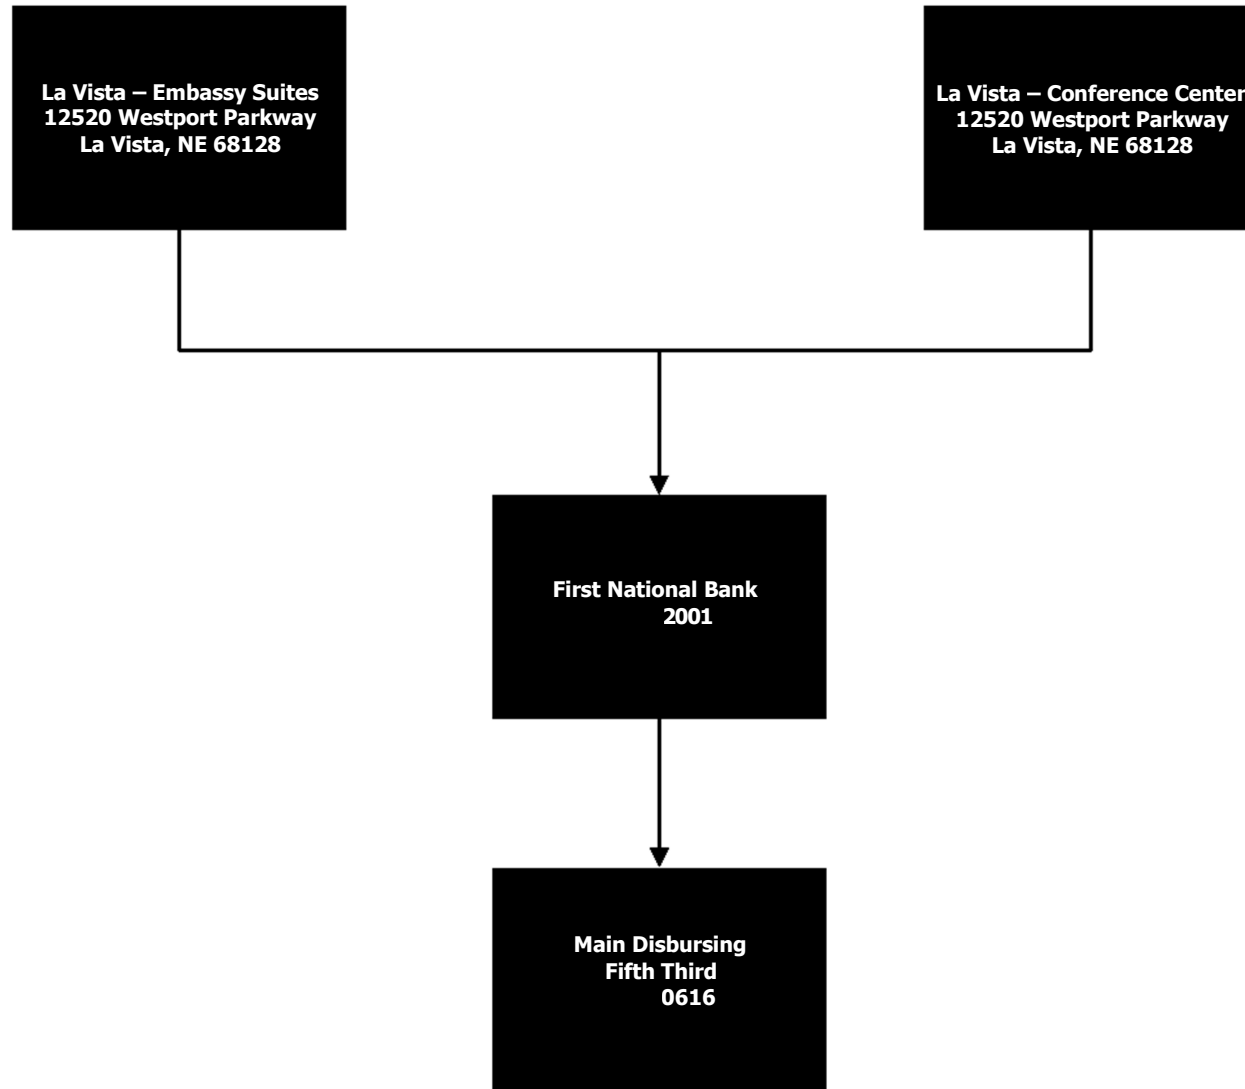 La Vista – Embassy Suites
12520 Westport Parkway
La Vista, NE 68128
La Vista – Conference Center
12520 Westport Parkway
La Vista, NE 68128
First National Bank
2001
Main Disbursing
Fifth Third
0616